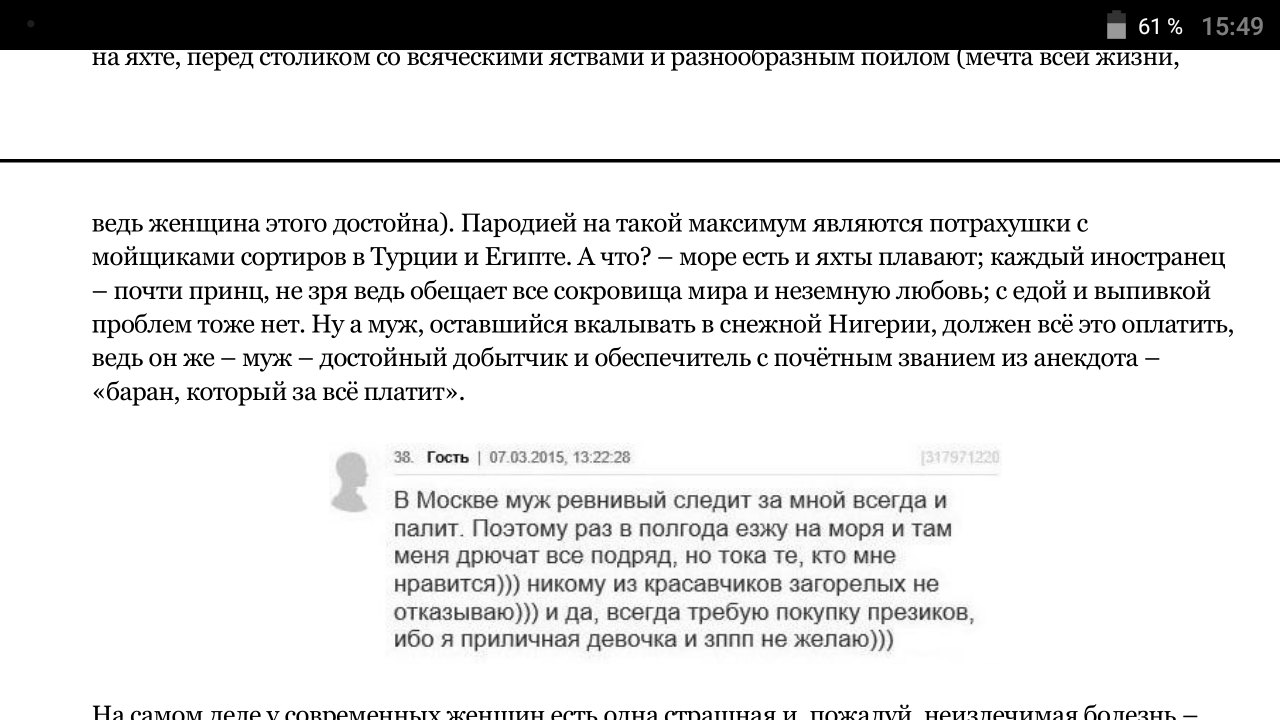 61 % 15:49
на яхте, перед столиком со всяческими яствами и разнообразным пойлом (мечта всей жизни,
ведь женщина этого достойна). Пародией на такой максимум являются потрахушки с
мойщиками сортиров в Турции и Египте. А что? – море есть и яхты плавают; каждый иностранец
– почти принц, не зря ведь обещает все сокровища мира и неземную любовь; с едой и выпивкой
проблем тоже нет. Ну а муж, оставшийся вкалывать в снежной Нигерии, должен всё это оплатить,
ведь он же – муж – достойный добытчик и обеспечитель с почётным званием из анекдота –
«баран, который за всё платит».
38. Гость | 07.03.2015, 13:22:28 [317971220
В Москве муж ревнивый следит за мной всегда и
палит. Поэтому раз в полгода езжу на моря и там
меня дрючат все подряд, но тока те, кто мне
нравится))) никому из красавчиков загорелых не
отказываю))) и да, всегда требую покупку презиков,
ибо я приличная девочка и зппп не желаю)))
На самом деле у современных женщин есть одна страшная и, пожалуй, неизлечимая болезнь –